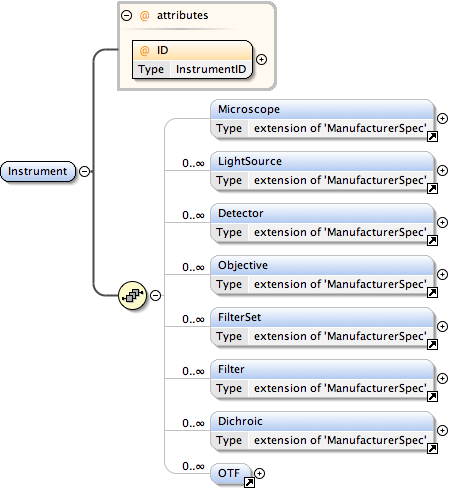 @ attributes
@ ID
Type InstrumentID
Instrument
Microscope
Type extension of 'ManufacturerSpec'
0..∞ LightSource
Type extension of 'ManufacturerSpec'
0..∞ Detector
Type extension of 'ManufacturerSpec'
0..∞ Objective
Type extension of 'ManufacturerSpec'
0..∞ FilterSet
Type extension of 'ManufacturerSpec'
0..∞ Filter
Type extension of 'ManufacturerSpec'
0..∞ Dichroic
Type extension of 'ManufacturerSpec'
0..∞ OTF